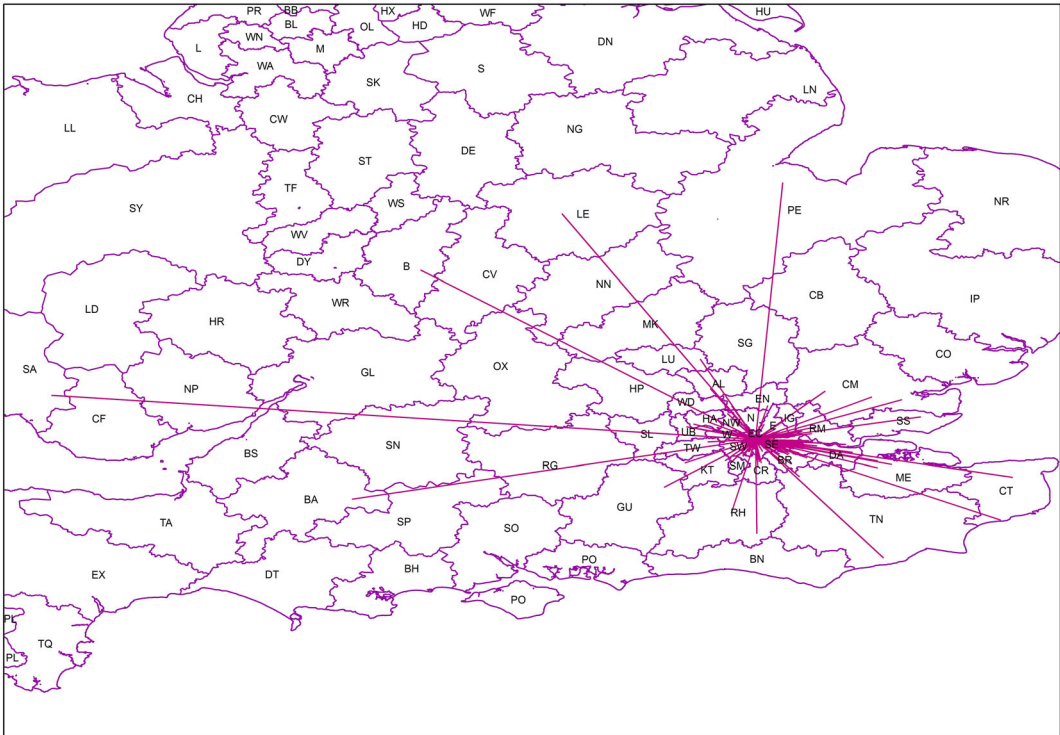 PR
BB
HX
WF
HU
BL
OL
HD
WN
DN
L
M
WA
S
SK
LN
CH
CW
LL
NG
ST
DE
TF
WS
NR
SY
LE
PE
WV
DY
B
CV
NN
CB
IP
WR
LD
HR
MK
SG
CO
LU
SA
GL
OX
AL
NP
HP
CM
WD
EN
CF
HA
NW
N
IG
SS
E
RM
SL
UB
W
EC
SN
TW
SW
SE
BS
DA
BR
RG
SM
KT
CR
ME
CT
BA
GU
RH
TN
TA
SP
SO
PO
BN
EX
DT
BH
PO
PL
TQ
PL